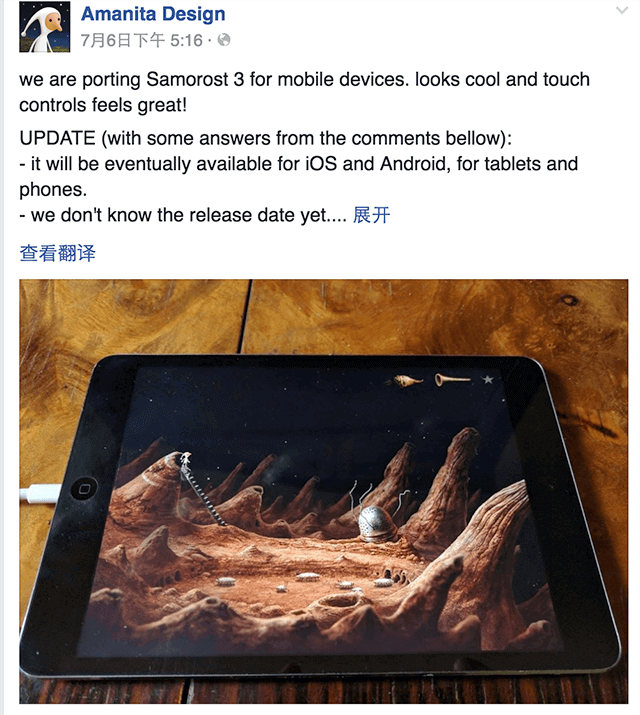 Amanita Design
7月6日下午 5:16 ·
we are porting Samorost 3 for mobile devices. looks cool and touch
controls feels great!
UPDATE (with some answers from the comments bellow):
- it will be eventually available for iOS and Android, for tablets and
phones.
- we don't know the release date yet.... 展开
查看翻译